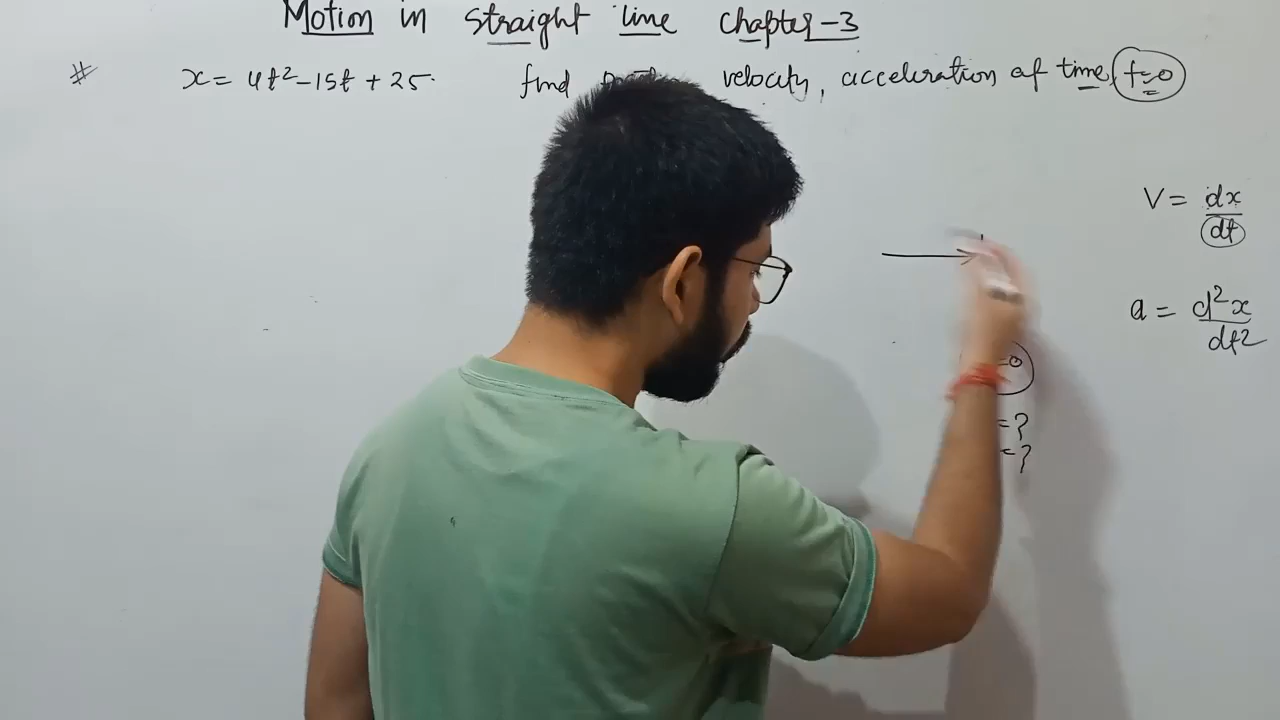 Motion in straight line chapter-3
# x = 4t² - 15t + 25. find velocity, acceleration at time t=0
V = dx/dt
a = d²x/dt²
=0
=?
=?